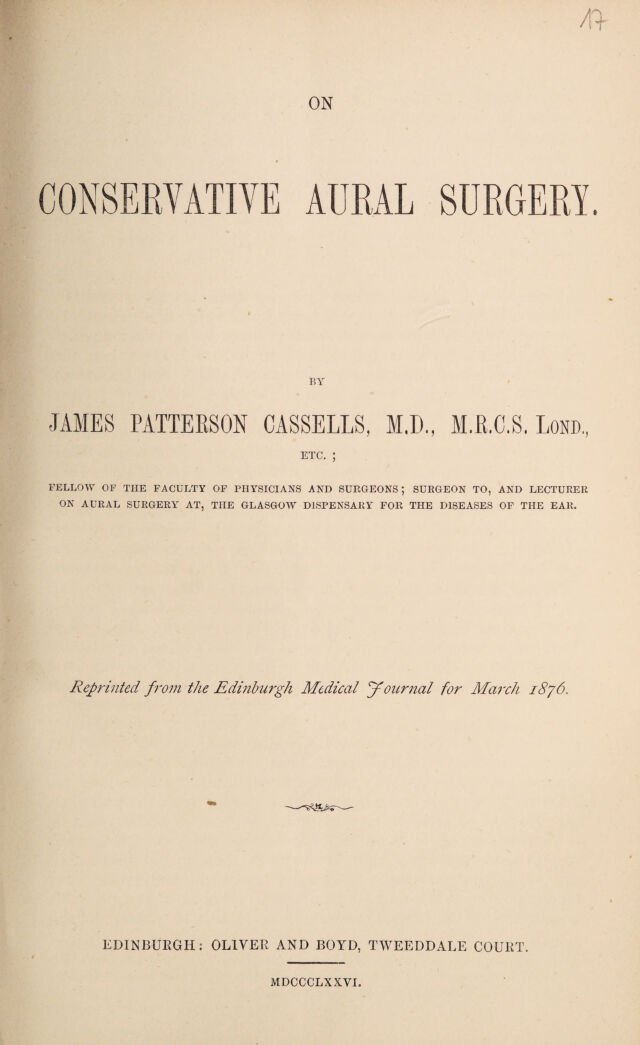 17
ON
CONSERVATIVE AURAL SURGERY.
BY
JAMES PATTERSON CASSELLS, M.D., M.R.C.S. LOND.,
ETC. ;
FELLOW OF THE FACULTY OF PHYSICIANS AND SURGEONS; SURGEON TO, AND LECTURER
ON AURAL SURGERY AT, THE GLASGOW DISPENSARY FOR THE DISEASES OF THE EAR.
Reprinted from the Edinburgh Medical Journal for March 1876.
EDINBURGH: OLIVER AND BOYD, TWEEDDALE COURT.
MDCCCLXXVI.